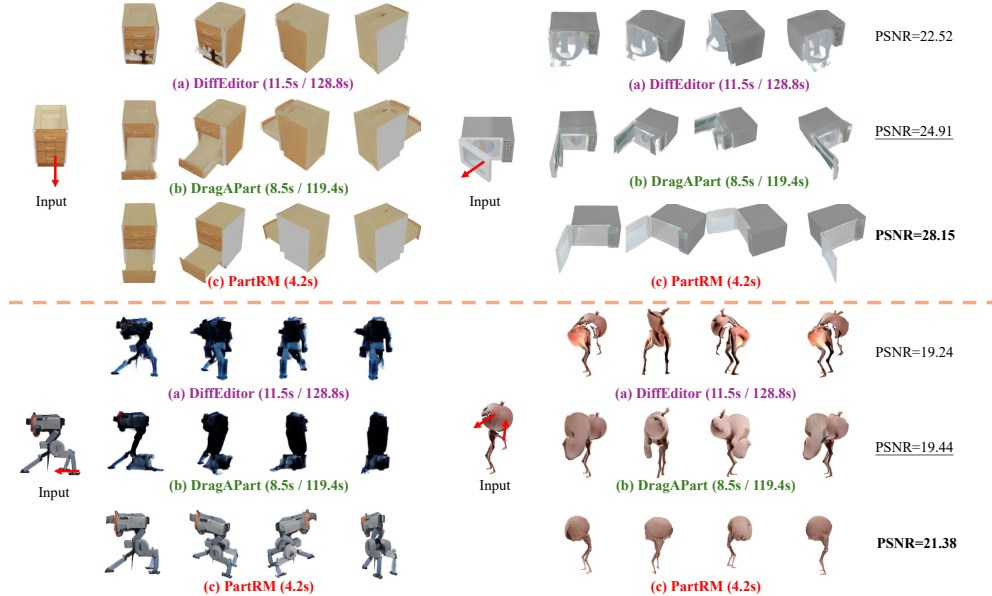 PSNR=22.52
(a) DiffEditor (11.5s / 128.8s)
(a) DiffEditor (11.5s / 128.8s)
PSNR=24.91
Input
(b) DragAPart (8.5s / 119.4s)
Input
(b) DragAPart (8.5s / 119.4s)
PSNR=28.15
(c) PartRM (4.2s)
(c) PartRM (4.2s)
PSNR=19.24
(a) DiffEditor (11.5s / 128.8s)
(a) DiffEditor (11.5s / 128.8s)
PSNR=19.44
Input
(b) DragAPart (8.5s / 119.4s)
Input
(b) DragAPart (8.5s / 119.4s)
PSNR=21.38
(c) PartRM (4.2s)
(c) PartRM (4.2s)